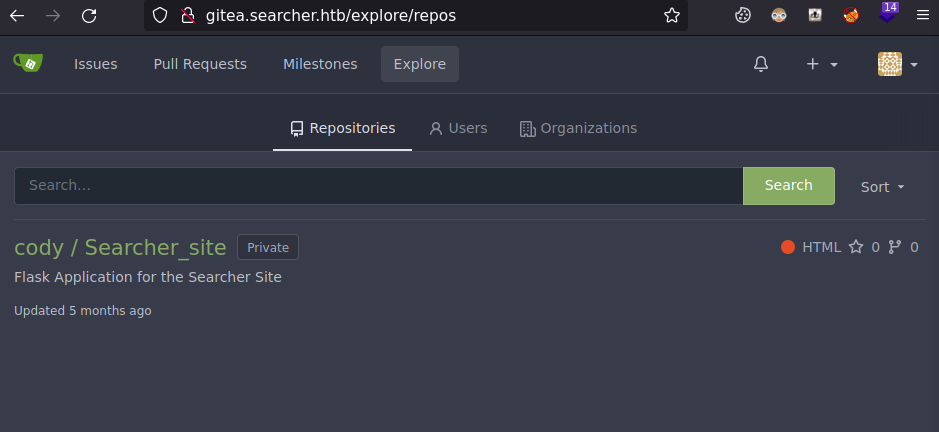 gitea.searcher.htb/explore/repos
14
Issues Pull Requests Milestones Explore
Repositories Users Organizations
Search... Search Sort
cody / Searcher_site Private HTML 0 0
Flask Application for the Searcher Site
Updated 5 months ago